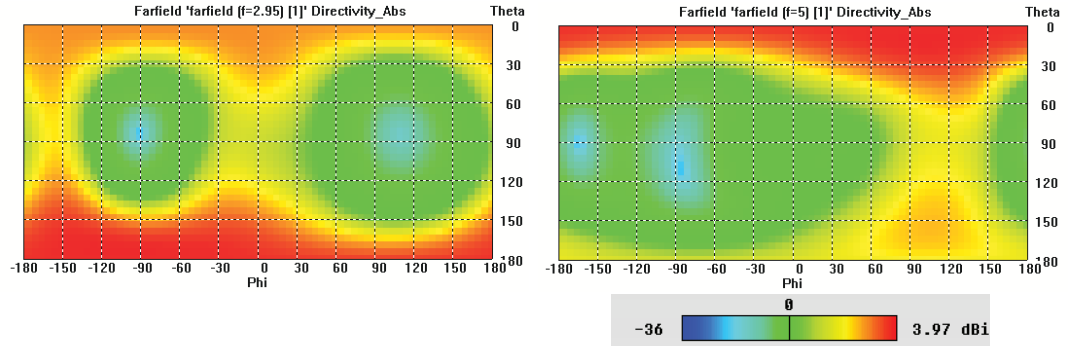 Farfield 'farfield (f=2.95) [1]' Directivity_Abs Theta
0
30
60
90
120
150
180
-180 -150 -120 -90 -60 -30 0 30 60 90 120 150 180
Phi
Farfield 'farfield (f=5) [1]' Directivity_Abs Theta
0
30
60
90
120
150
180
-180 -150 -120 -90 -60 -30 0 30 60 90 120 150 180
Phi
0
-36 3.97 dBi